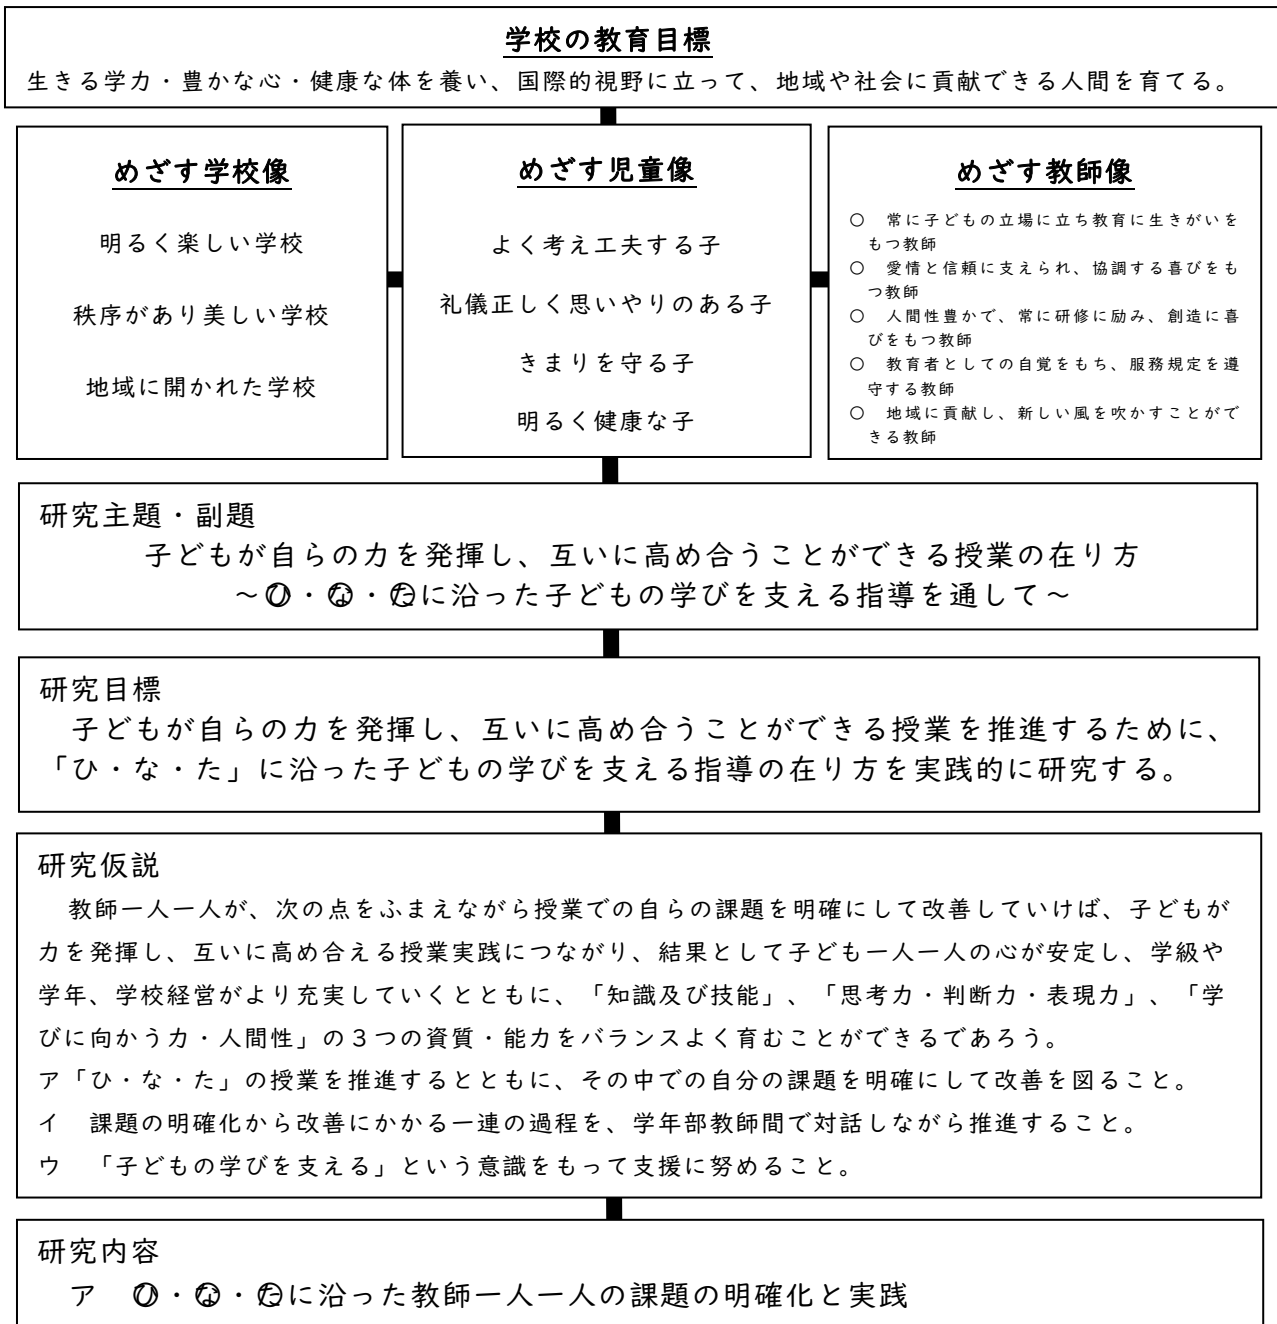 学校の教育目標
生きる学力・豊かな心・健康な体を養い、国際的視野に立って、地域や社会に貢献できる人間を育てる。
めざす学校像
明るく楽しい学校
秩序があり美しい学校
地域に開かれた学校
めざす児童像
よく考え工夫する子
礼儀正しく思いやりのある子
きまりを守る子
明るく健康な子
めざす教師像
○ 常に子どもの立場に立ち教育に生きがいを
もつ教師
○ 愛情と信頼に支えられ、協調する喜びをも
つ教師
○ 人間性豊かで、常に研修に励み、創造に喜
びをもつ教師
○ 教育者としての自覚をもち、服務規定を遵
守する教師
○ 地域に貢献し、新しい風を吹かすことがで
きる教師
研究主題・副題
子どもが自らの力を発揮し、互いに高め合うことができる授業の在り方
～ひ・な・たに沿った子どもの学びを支える指導を通して～
研究目標
子どもが自らの力を発揮し、互いに高め合うことができる授業を推進するために、
「ひ・な・た」に沿った子どもの学びを支える指導の在り方を実践的に研究する。
研究仮説
教師一人一人が、次の点をふまえながら授業での自らの課題を明確にして改善していけば、子どもが
力を発揮し、互いに高め合える授業実践につながり、結果として子ども一人一人の心が安定し、学級や
学年、学校経営がより充実していくとともに、「知識及び技能」、「思考力・判断力・表現力」、「学
びに向かう力・人間性」の３つの資質・能力をバランスよく育むことができるであろう。
ア「ひ・な・た」の授業を推進するとともに、その中での自分の課題を明確にして改善を図ること。
イ 課題の明確化から改善にかかる一連の過程を、学年部教師間で対話しながら推進すること。
ウ 「子どもの学びを支える」という意識をもって支援に努めること。
研究内容
ア ひ・な・たに沿った教師一人一人の課題の明確化と実践